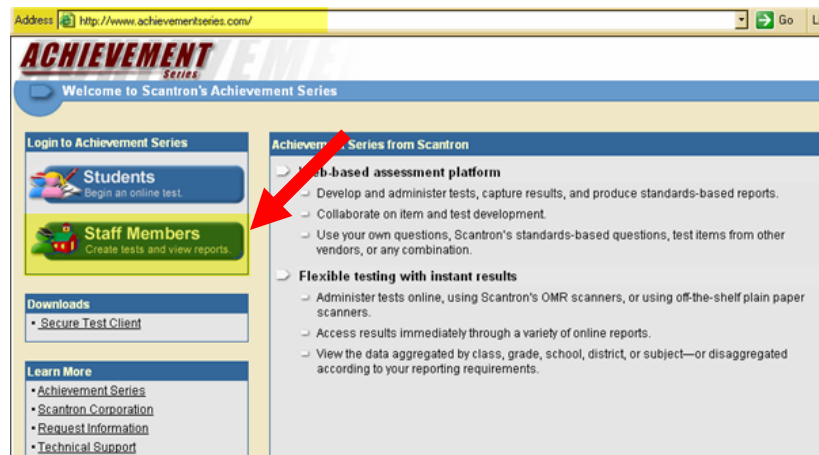 Address http://www.achievementseries.com/ Go L
ACHIEVEMENT
Series
Welcome to Scantron's Achievement Series
Login to Achievement Series
Students
Begin an online test.
Staff Members
Create tests and view reports.
Downloads
▪ Secure Test Client
Learn More
▪ Achievement Series
▪ Scantron Corporation
▪ Request Information
▪ Technical Support
Achievement Series from Scantron
Web-based assessment platform
Develop and administer tests, capture results, and produce standards-based reports.
Collaborate on item and test development.
Use your own questions, Scantron's standards-based questions, test items from other
vendors, or any combination.
Flexible testing with instant results
Administer tests online, using Scantron's OMR scanners, or using off-the-shelf plain paper
scanners.
Access results immediately through a variety of online reports.
View the data aggregated by class, grade, school, district, or subject—or disaggregated
according to your reporting requirements.